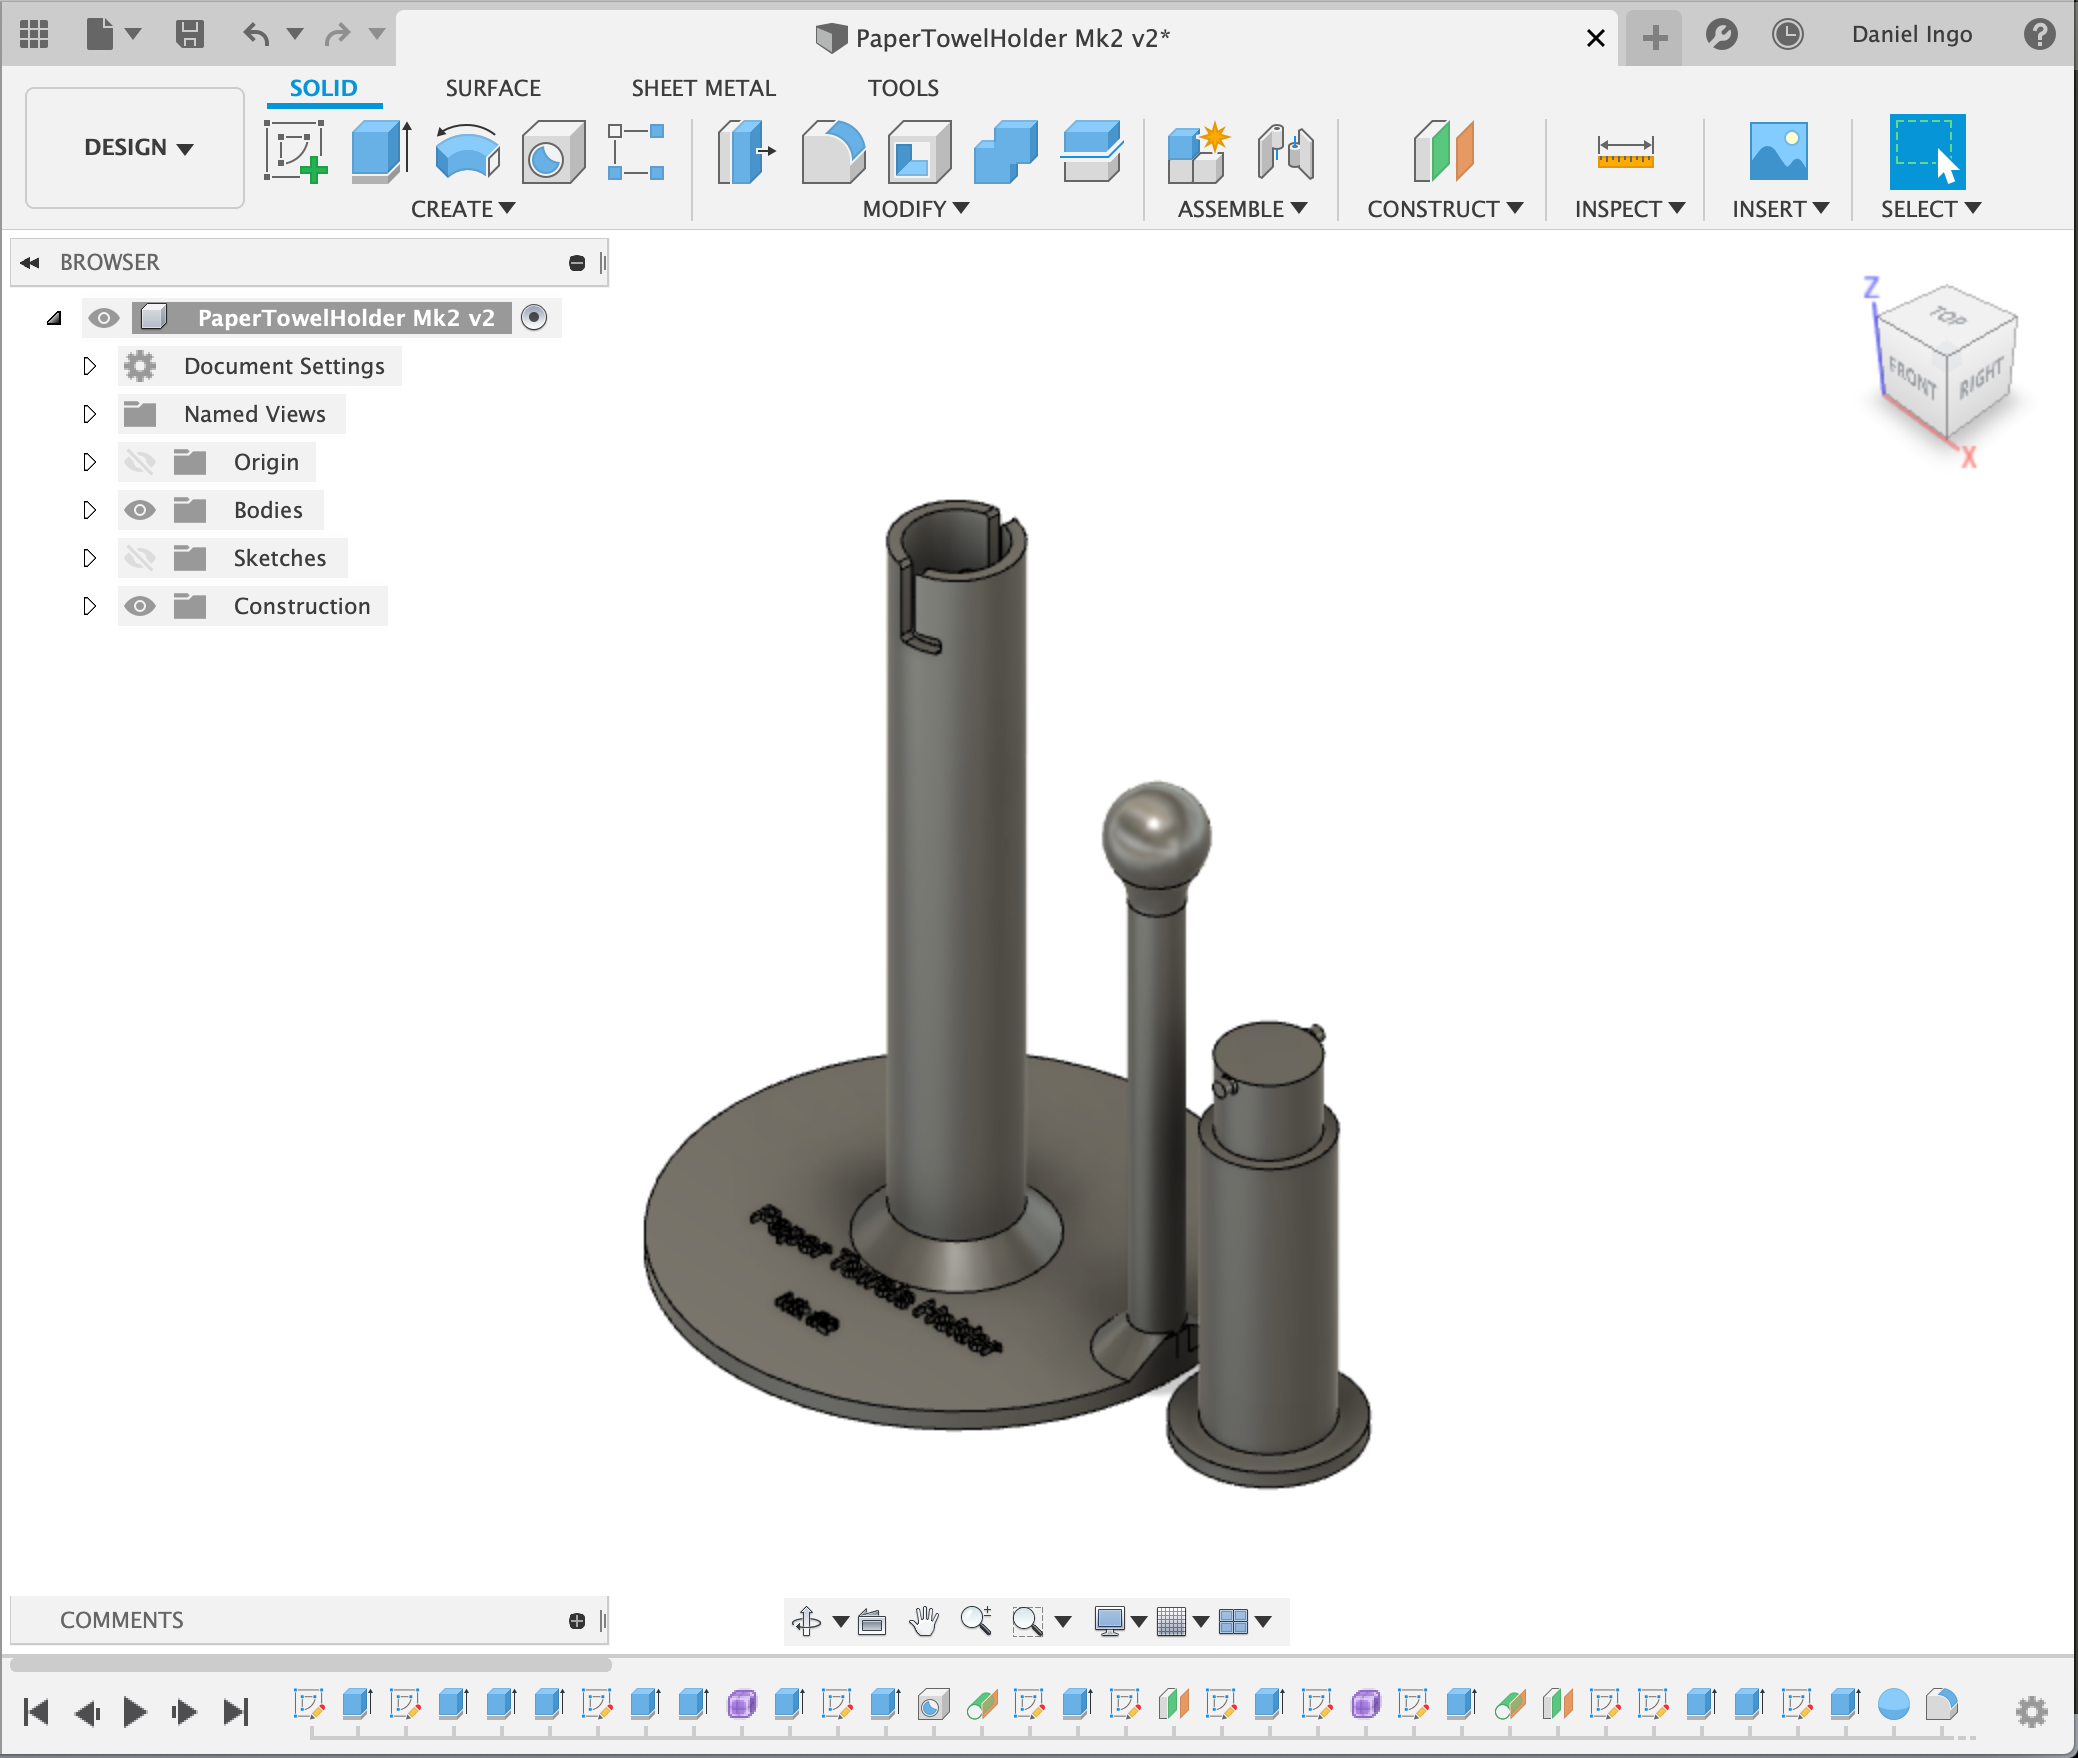 PaperTowelHolder Mk2 v2*
Daniel Ingo
SOLID
SURFACE
SHEET METAL
TOOLS
DESIGN
CREATE
MODIFY
ASSEMBLE
CONSTRUCT
INSPECT
INSERT
SELECT
BROWSER
PaperTowelHolder Mk2 v2
Document Settings
Named Views
Origin
Bodies
Sketches
Construction
Z
TOP
FRONT
RIGHT
X
Paper Towel Holder
Mk 2
COMMENTS